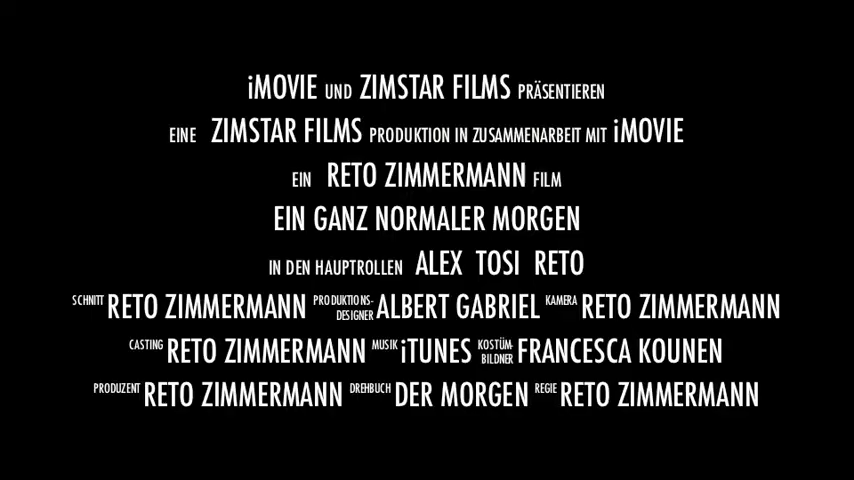 iMOVIE UND ZIMSTAR FILMS PRÄSENTIEREN
EINE ZIMSTAR FILMS PRODUKTION IN ZUSAMMENARBEIT MIT iMOVIE
EIN RETO ZIMMERMANN FILM
EIN GANZ NORMALER MORGEN
IN DEN HAUPTROLLEN ALEX TOSI RETO
SCHNITT RETO ZIMMERMANN PRODUKTIONS-DESIGNER ALBERT GABRIEL KAMERA RETO ZIMMERMANN
CASTING RETO ZIMMERMANN MUSIK iTUNES KOSTÜM-BILDNER FRANCESCA KOUNEN
PRODUZENT RETO ZIMMERMANN DREHBUCH DER MORGEN REGIE RETO ZIMMERMANN